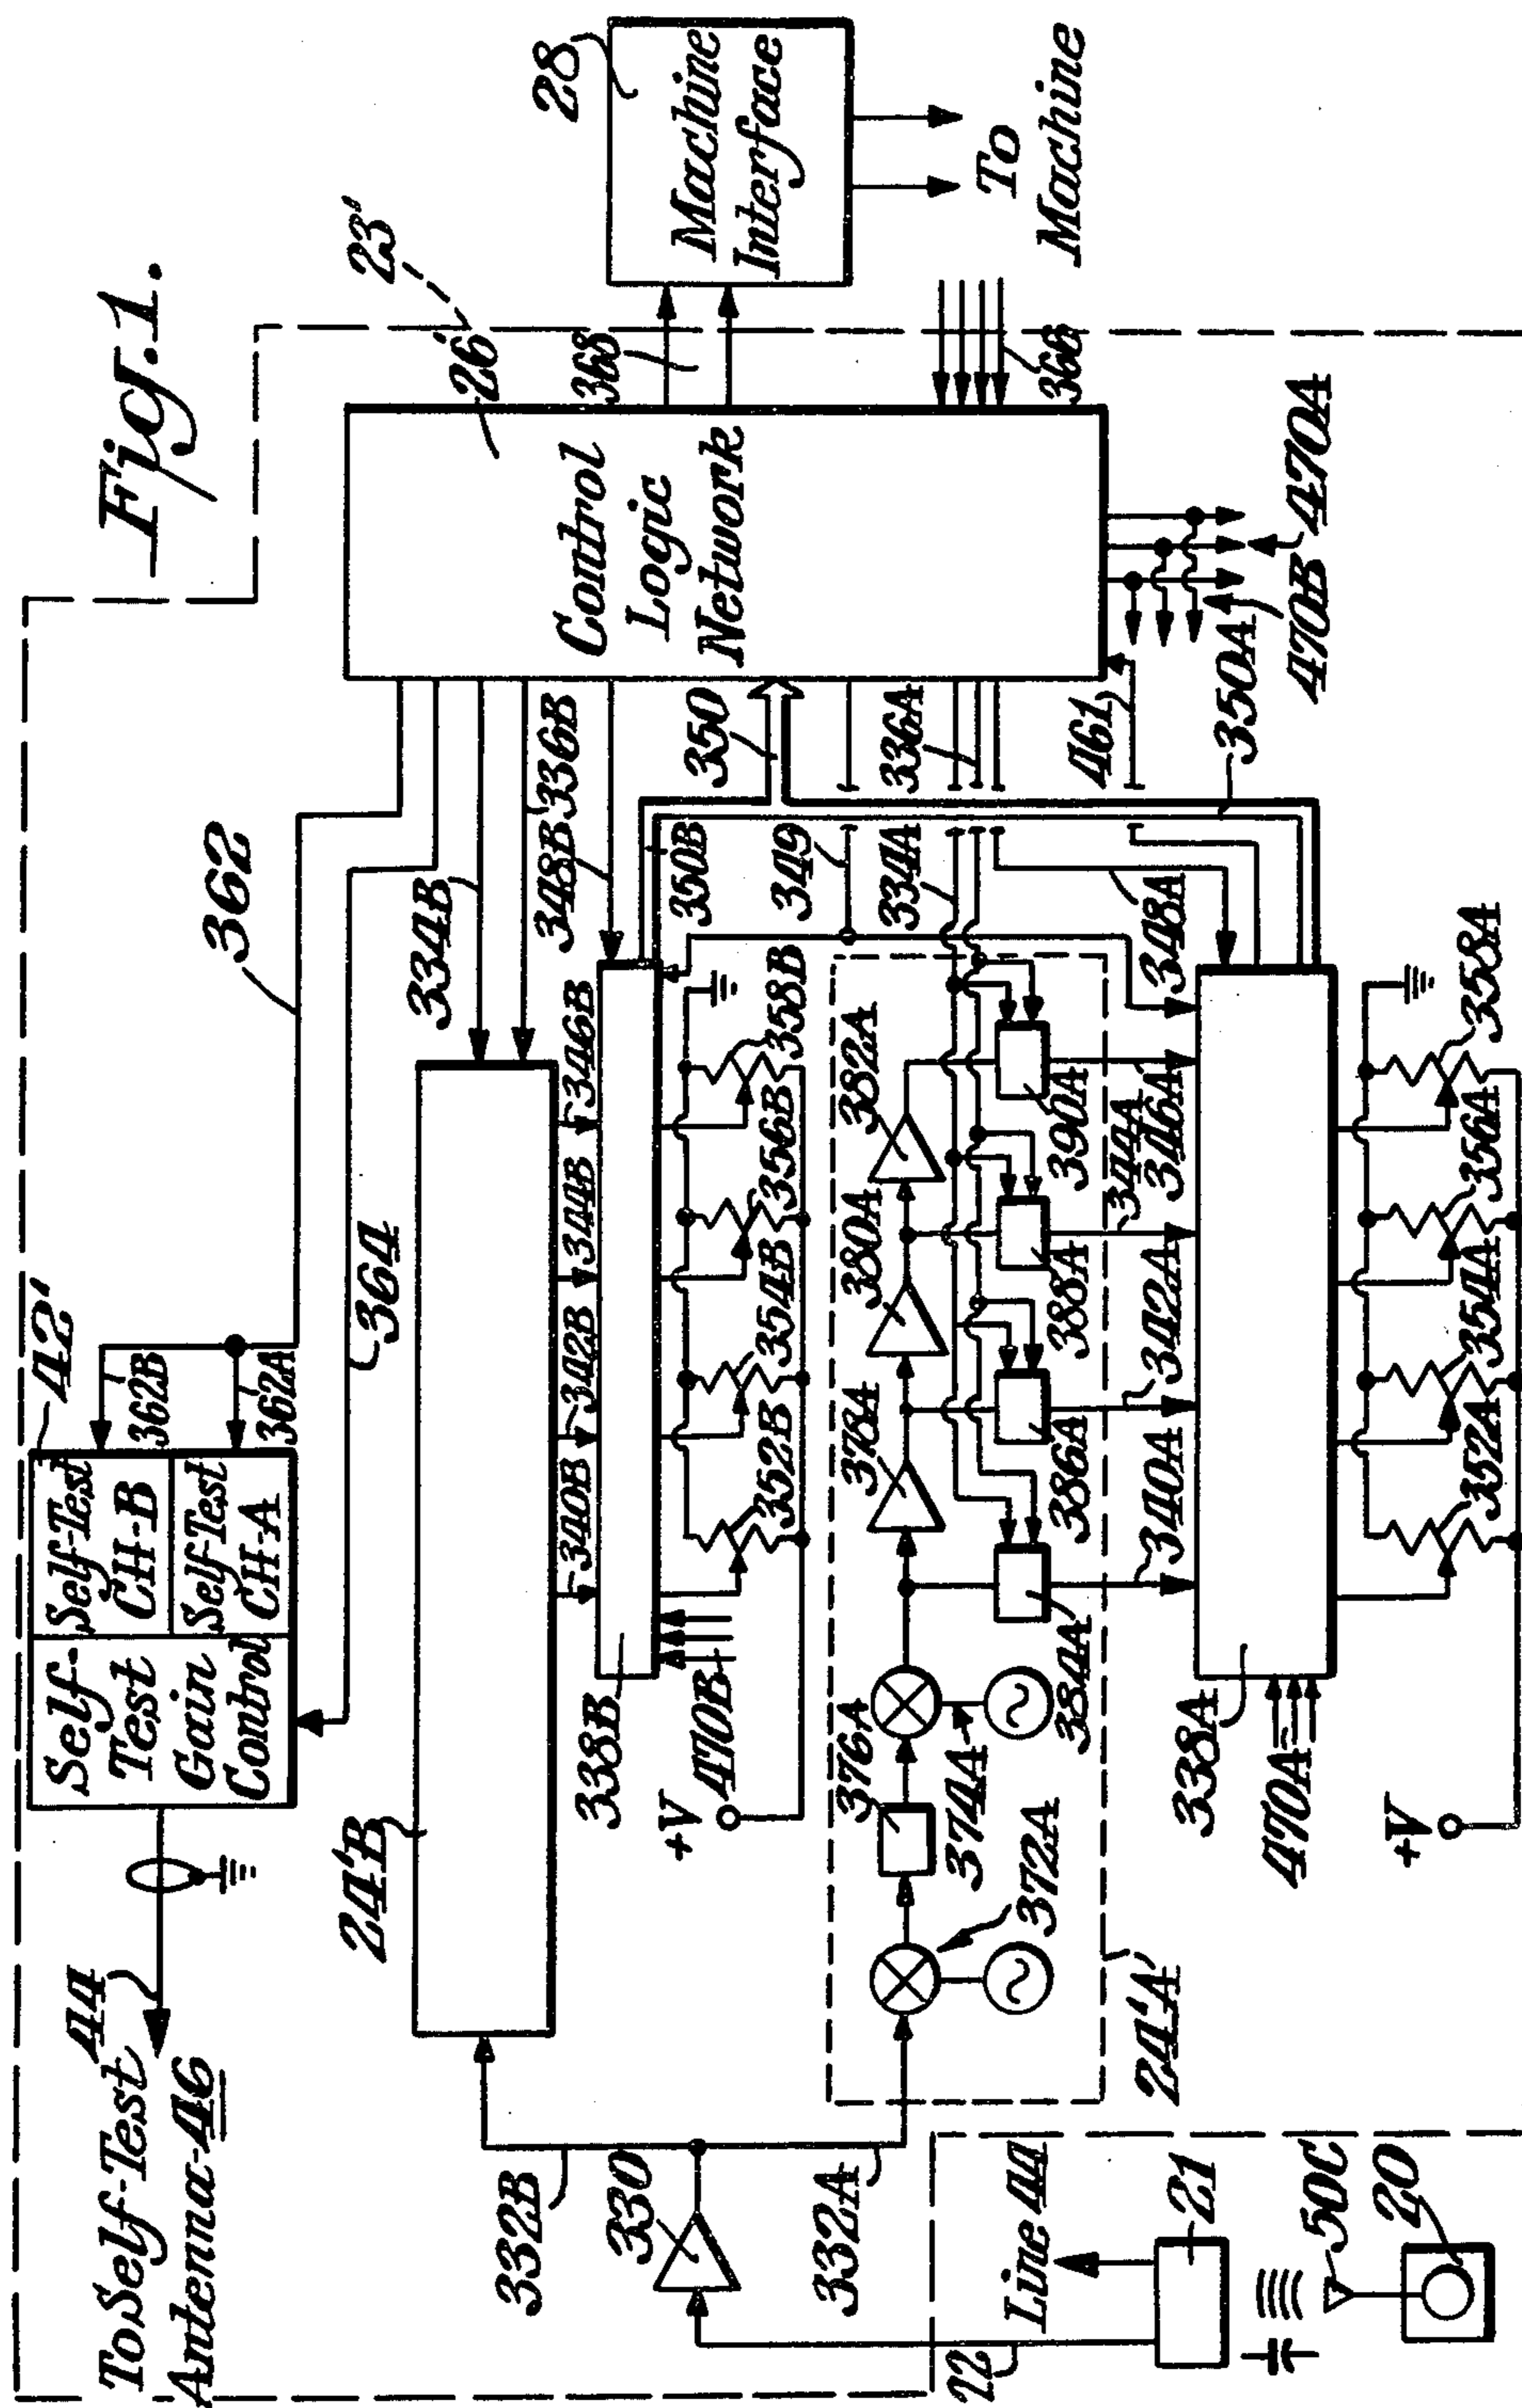 Fig. 1.
To Self-Test
Antenna-46
44
Self-
Test
Gain
Control
Self-Test
CH-B
Self-Test
CH-A
42'
362B
362A
362
364
23'
26'
28
Machine
Interface
To
Machine
368
366
Control
Logic
Network
24'B
334B
336B
348B
350
350B
349
334A
336A
461
350A
470B
470A
348A
340B
342B
344B
346B
338B
470B
+V
352B
354B
356B
358B
332B
330
332A
376A
374A
372A
378A
380A
382A
384A
386A
388A
390A
24'A
340A
342A
344A
346A
338A
470A
+V
352A
354A
356A
358A
22
Line 44
21
50C
20